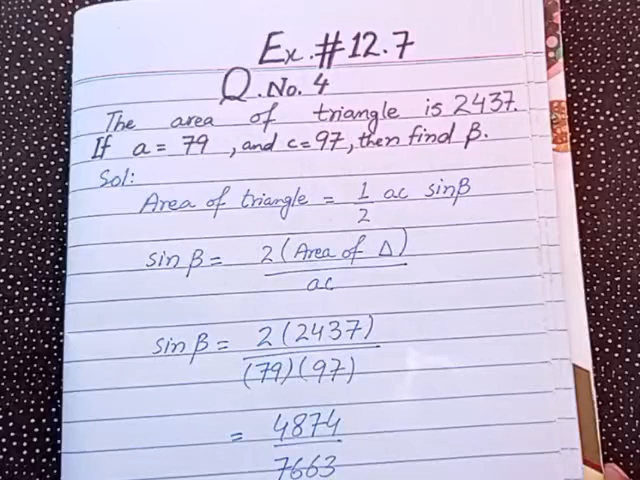 Ex.#12.7
Q.No.4
The area of triangle is 2437.
If a = 79, and c = 97, then find β.
Sol:
Area of triangle = 1/2 ac sinβ
sinβ = 2(Area of Δ)/ac
sinβ = 2(2437)/(79)(97)
= 4874/7663